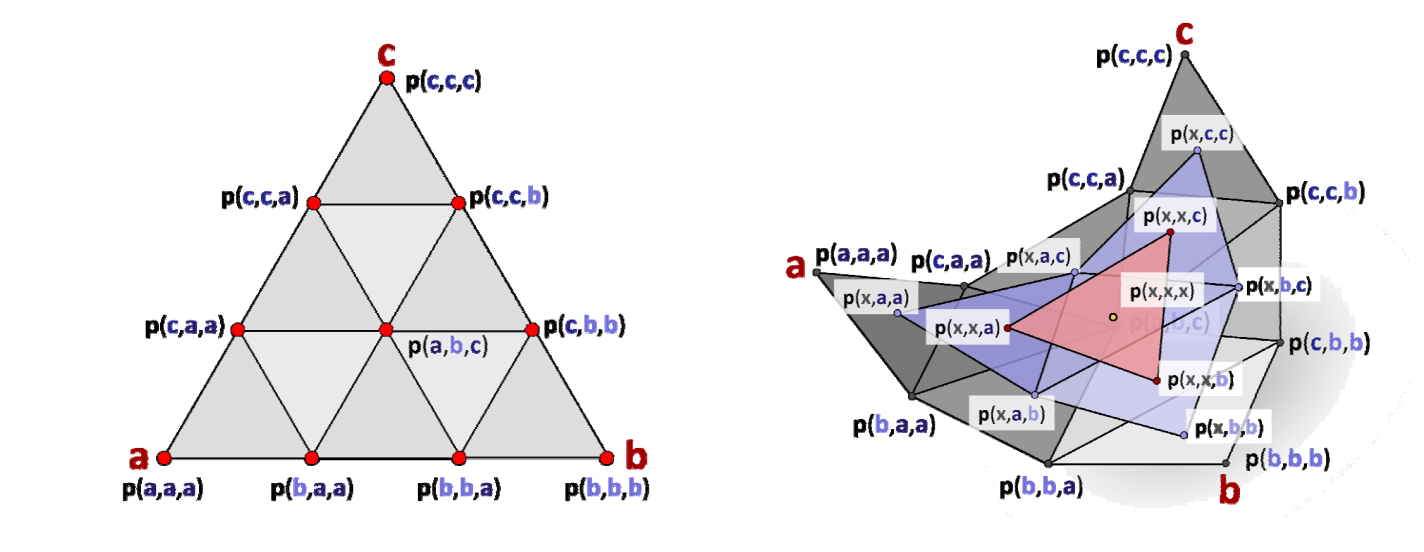 c
p(c,c,c)
p(c,c,a)
p(c,c,b)
p(c,a,a)
p(c,b,b)
p(a,b,c)
a
b
p(a,a,a)
p(b,a,a)
p(b,b,a)
p(b,b,b)
c
p(c,c,c)
p(x,c,c)
p(c,c,a)
p(c,c,b)
p(x,x,c)
a
p(a,a,a)
p(c,a,a)
p(x,a,c)
p(x,a,a)
p(x,x,x)
p(x,b,c)
p(x,x,a)
p(a,b,c)
p(c,b,b)
p(x,x,b)
p(b,a,a)
p(x,a,b)
p(x,b,b)
p(b,b,b)
p(b,b,a)
b